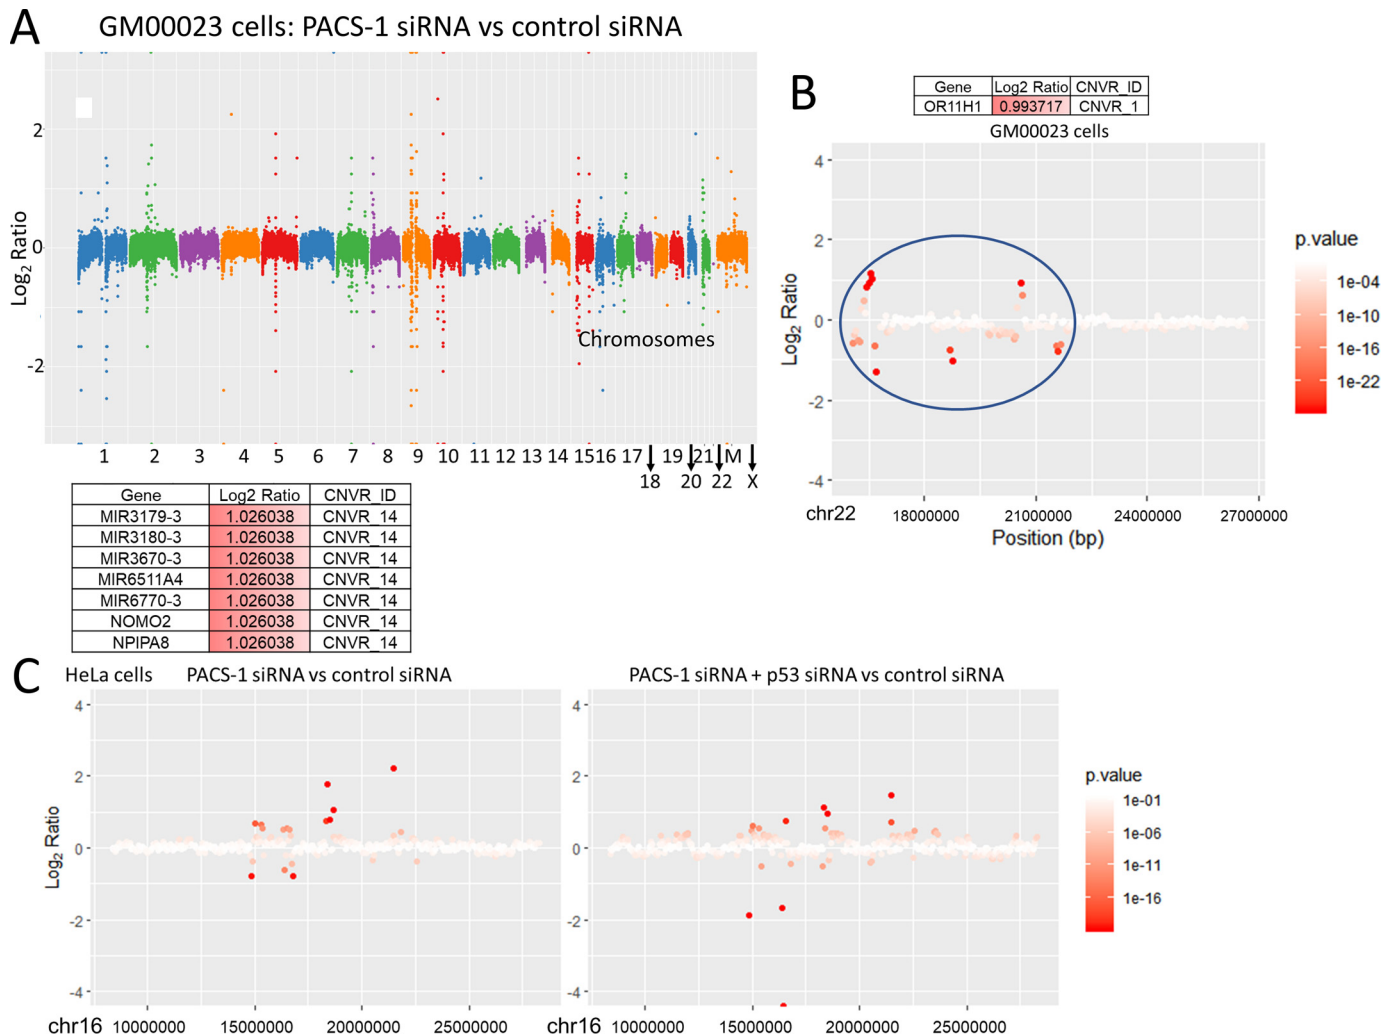 A
GM00023 cells: PACS-1 siRNA vs control siRNA
Log2 Ratio
2
0
-2
Chromosomes
1 2 3 4 5 6 7 8 9 10 11 12 13 14 15 16 17 19 21 M
18 20 22 X
Gene Log2 Ratio CNVR_ID
MIR3179-3 1.026038 CNVR_14
MIR3180-3 1.026038 CNVR_14
MIR3670-3 1.026038 CNVR_14
MIR6511A4 1.026038 CNVR_14
MIR6770-3 1.026038 CNVR_14
NOMO2 1.026038 CNVR_14
NPIPA8 1.026038 CNVR_14
B
Gene Log2 Ratio CNVR_ID
OR11H1 0.993717 CNVR_1
GM00023 cells
Log2 Ratio
4
2
0
-2
-4
chr22 18000000 21000000 24000000 27000000
Position (bp)
p.value
1e-04
1e-10
1e-16
1e-22
C
HeLa cells PACS-1 siRNA vs control siRNA
Log2 Ratio
4
2
0
-2
-4
chr16 10000000 15000000 20000000 25000000
PACS-1 siRNA + p53 siRNA vs control siRNA
4
2
0
-2
-4
chr16 10000000 15000000 20000000 25000000
p.value
1e-01
1e-06
1e-11
1e-16